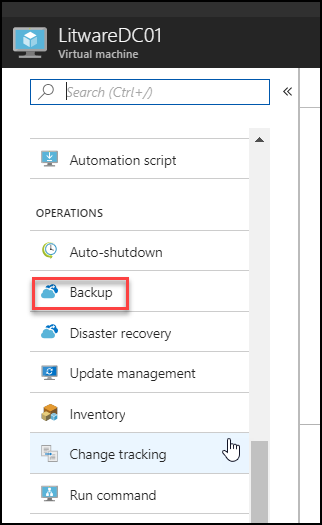 LitwareDC01
Virtual machine
Search (Ctrl+/)
Automation script
OPERATIONS
Auto-shutdown
Backup
Disaster recovery
Update management
Inventory
Change tracking
Run command